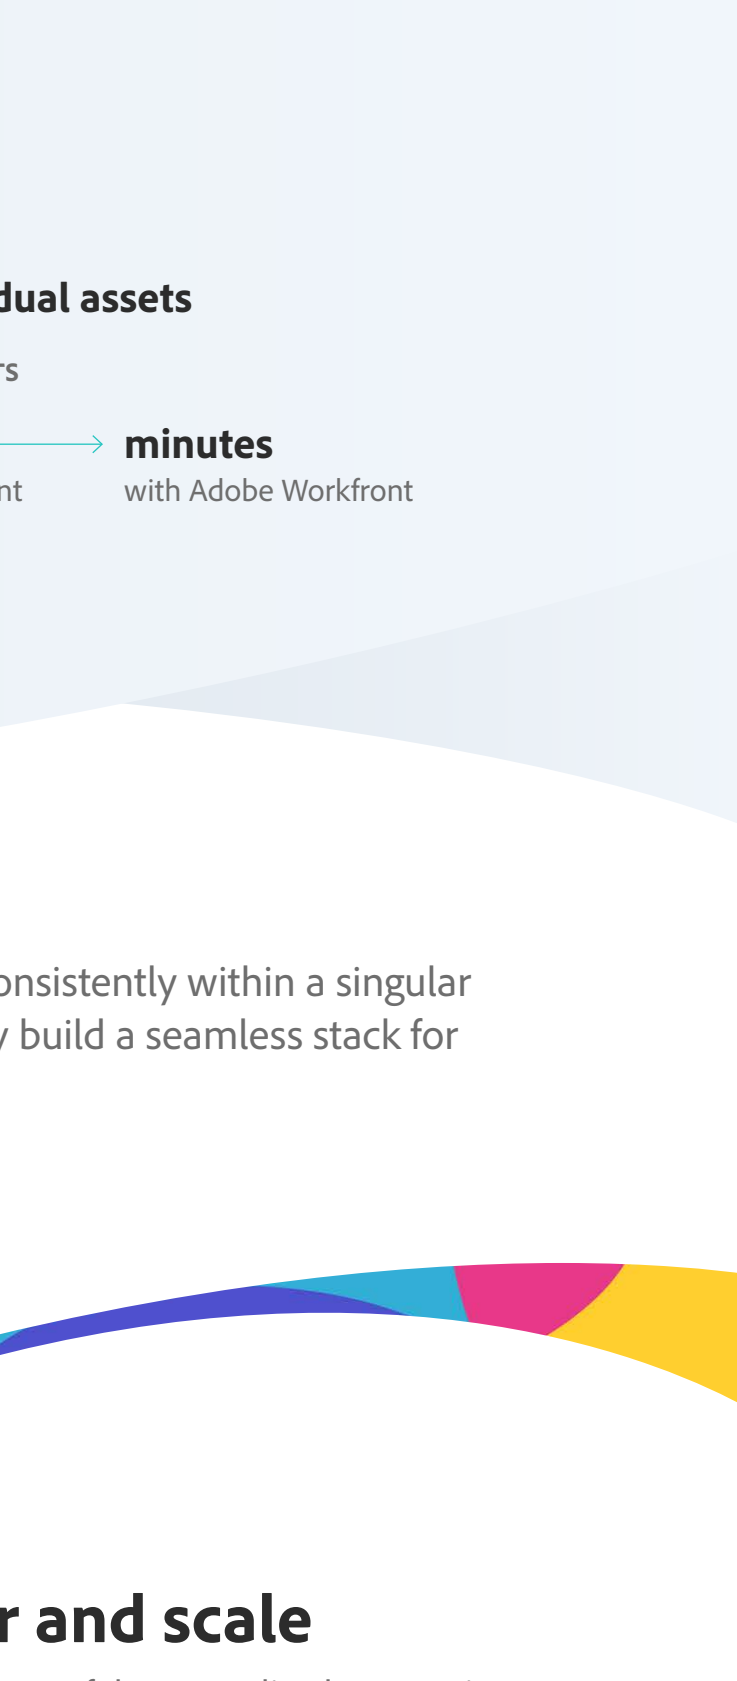 dual assets
rs
minutes
nt
with Adobe Workfront
onsistently within a singular
y build a seamless stack for
r and scale